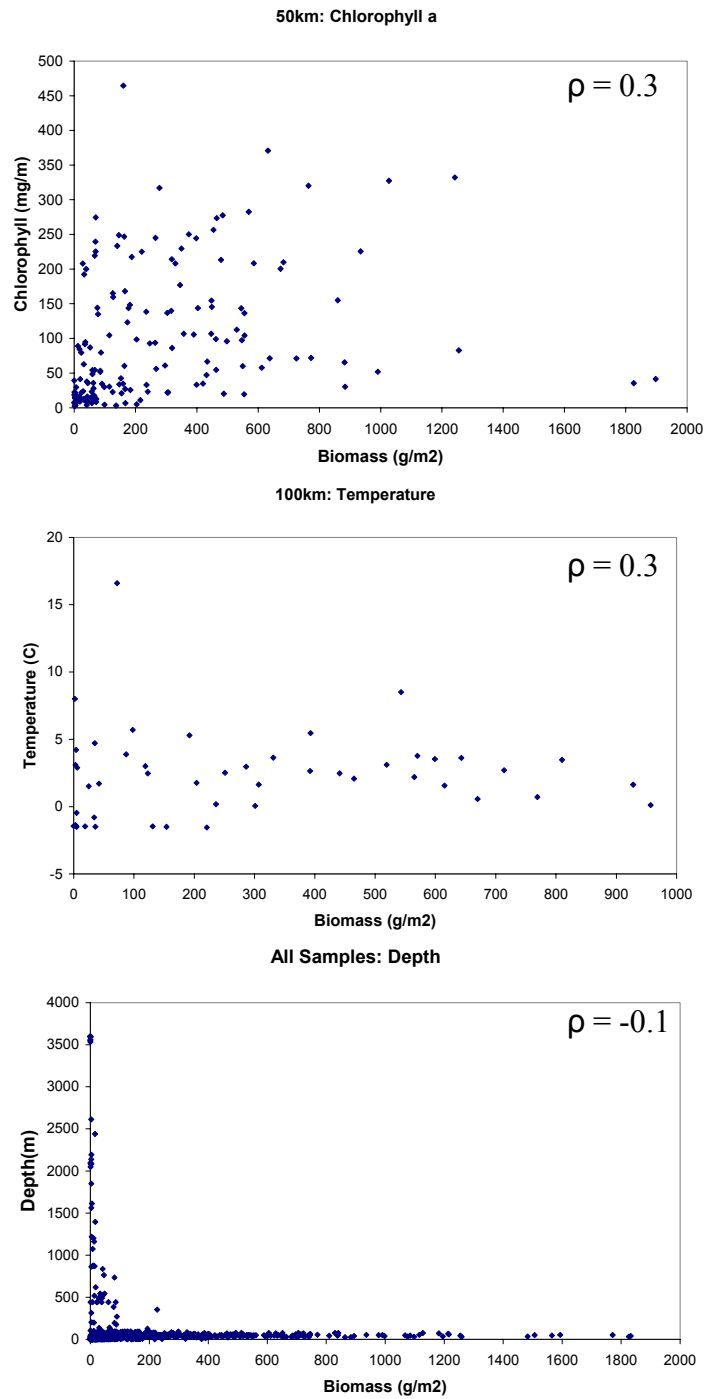 50km: Chlorophyll a
ρ = 0.3
500
450
400
350
300
250
200
150
100
50
0
Chlorophyll (mg/m)
0 200 400 600 800 1000 1200 1400 1600 1800 2000
Biomass (g/m2)
100km: Temperature
ρ = 0.3
20
15
10
5
0
-5
Temperature (C)
0 100 200 300 400 500 600 700 800 900 1000
Biomass (g/m2)
All Samples: Depth
ρ = -0.1
4000
3500
3000
2500
2000
1500
1000
500
0
Depth(m)
0 200 400 600 800 1000 1200 1400 1600 1800 2000
Biomass (g/m2)